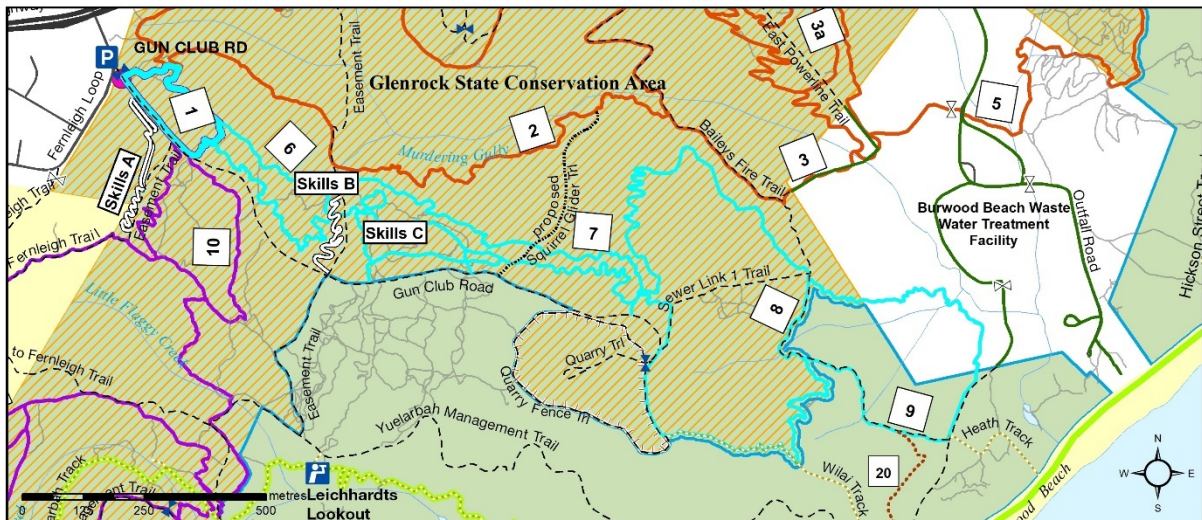 P
GUN CLUB RD
Fernleigh Loop
1
6
Easement Trail
Glenrock State Conservation Area
2
Murdering Gully
3a
East Powerline Trail
5
3
Baileys Fire Trail
Skills A
Easement Trail
Skills B
Skills C
proposed
Squirrel Glider Trl
7
Burwood Beach Waste
Water Treatment
Facility
Outfall Road
Hickson Street
Fernleigh Trail
10
Gun Club Road
Sewer Link 1 Trail
8
Little Flaggy Creek
Quarry Trl
Quarry Fence Trl
to Fernleigh Trail
Easement Trail
Yuelarbah Management Trail
9
Heath Track
20
Wilai Track
Beach
Leichhardts
Lookout
0
250
500
metres
N
W
E
S